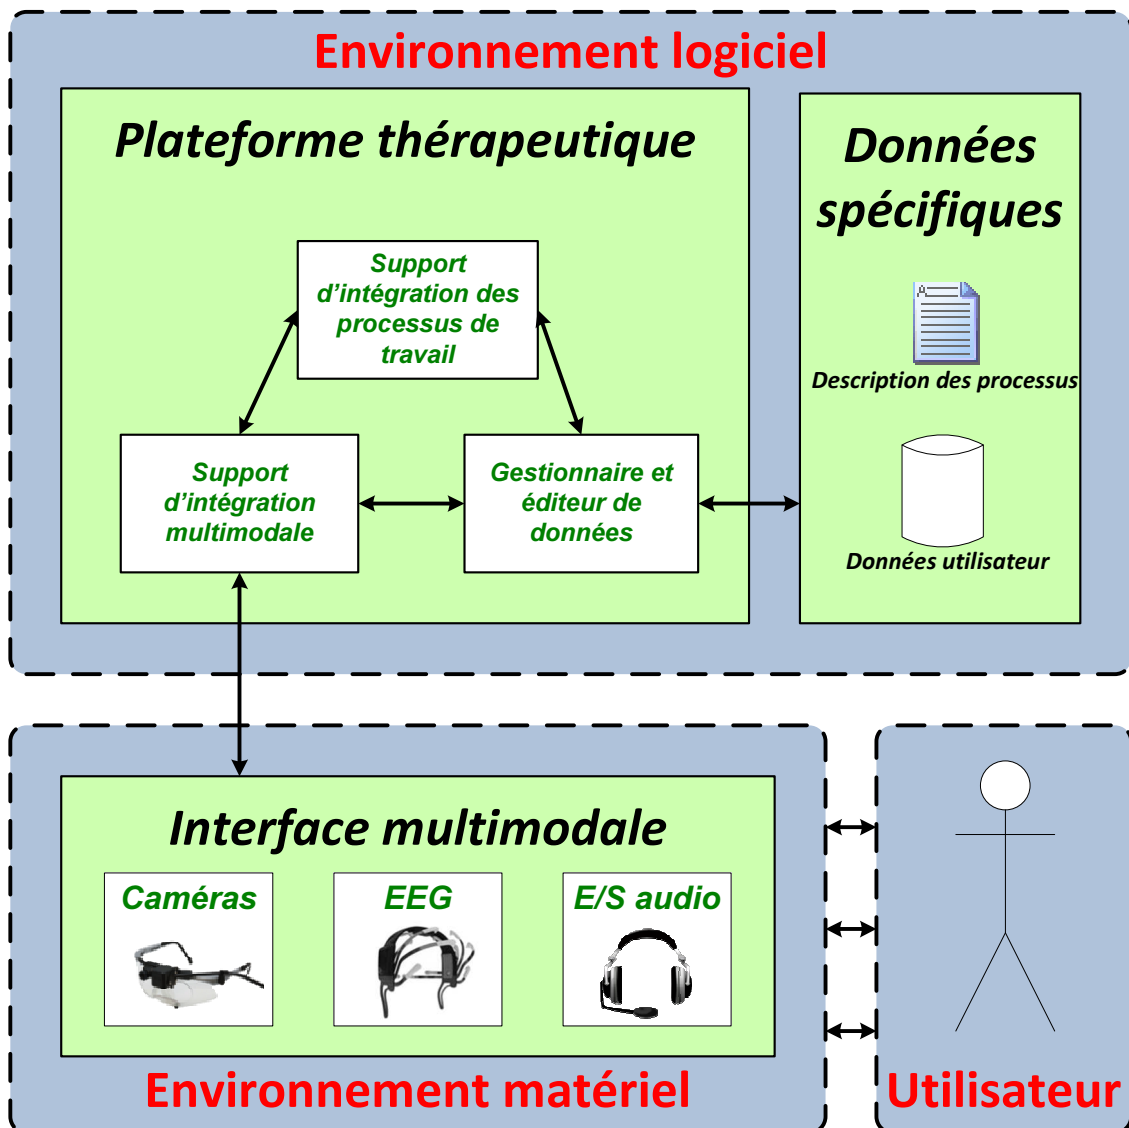 Environnement logiciel
Plateforme thérapeutique
Support
d'intégration des
processus de
travail
Support
d'intégration
multimodale
Gestionnaire et
éditeur de
données
Données
spécifiques
Description des processus
Données utilisateur
Interface multimodale
Caméras
EEG
E/S audio
Environnement matériel
Utilisateur